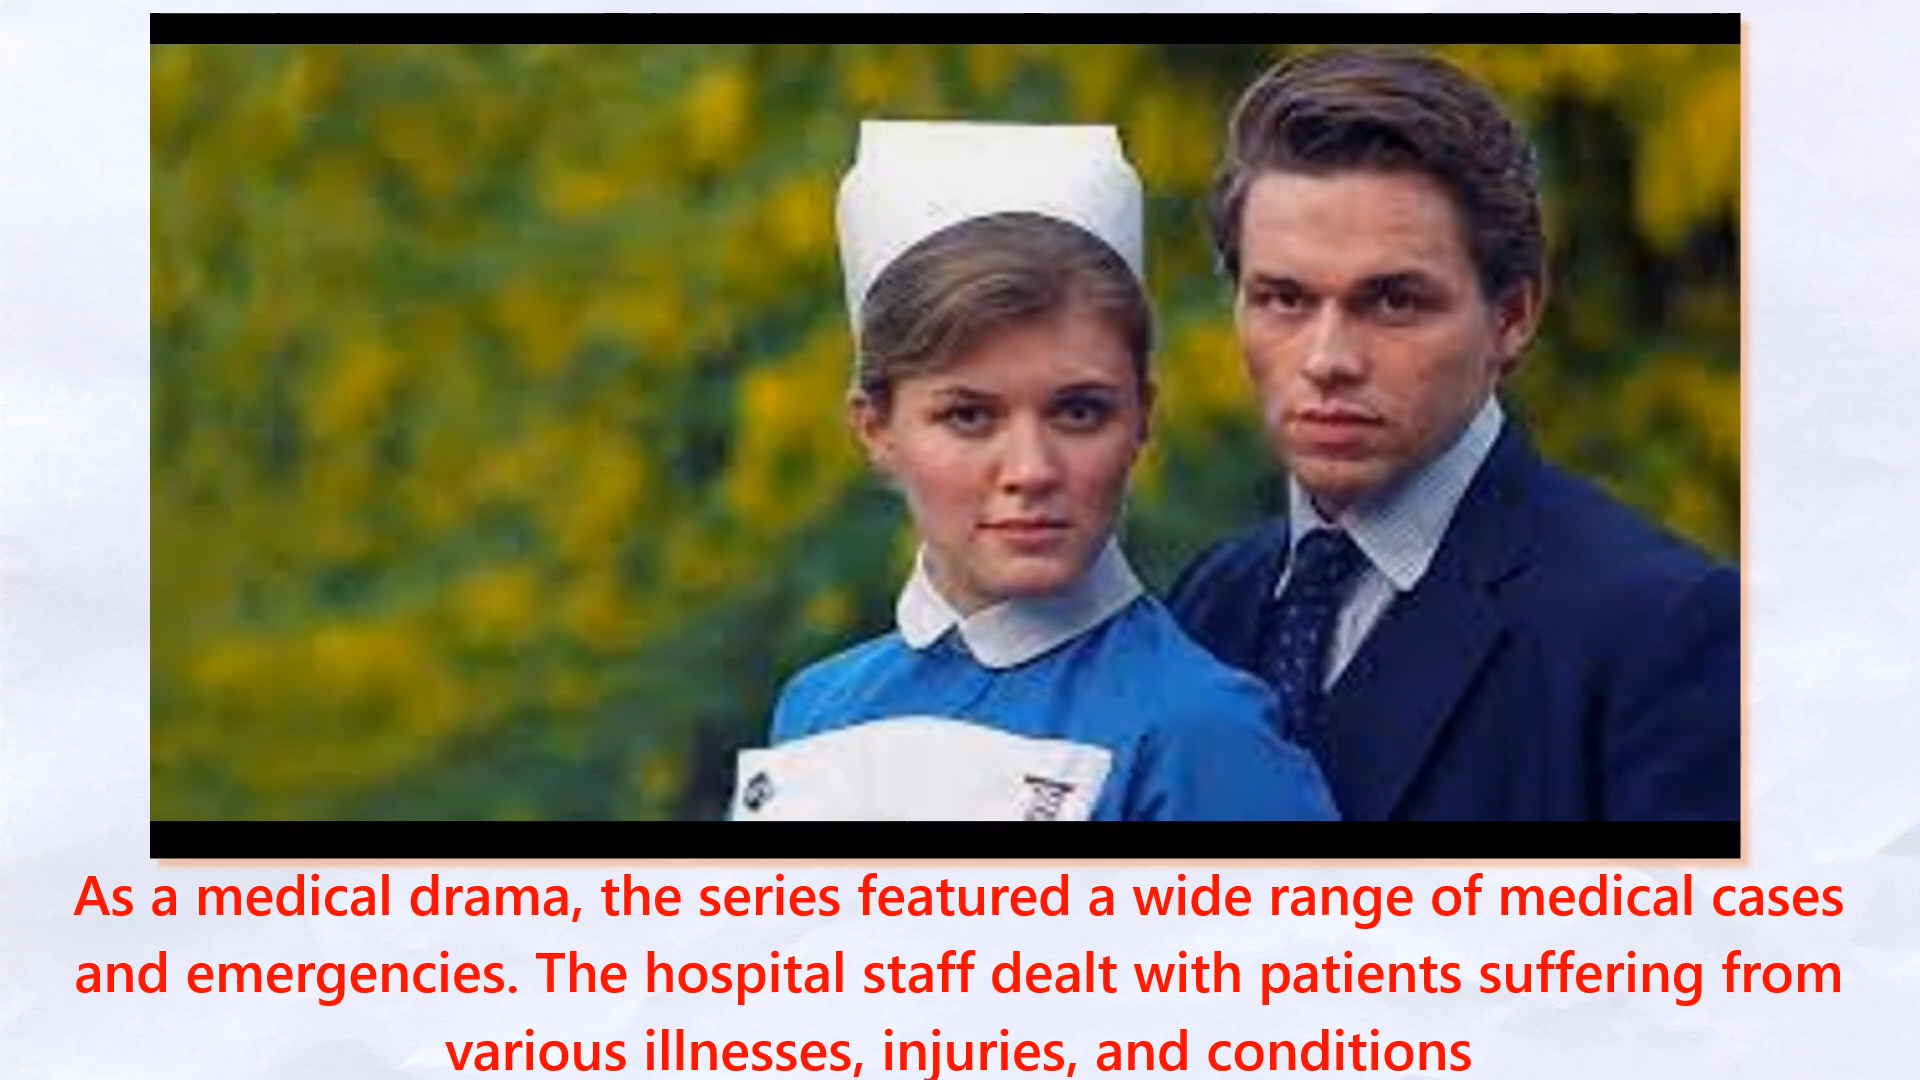 As a medical drama, the series featured a wide range of medical cases
and emergencies. The hospital staff dealt with patients suffering from
various illnesses, injuries, and conditions